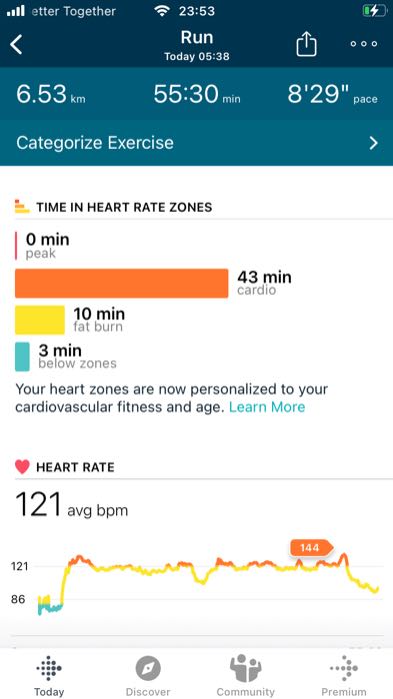 etter Together
23:53
Run
Today 05:38
6.53 km
55:30 min
8'29" pace
Categorize Exercise
TIME IN HEART RATE ZONES
0 min
peak
43 min
cardio
10 min
fat burn
3 min
below zones
Your heart zones are now personalized to your
cardiovascular fitness and age. Learn More
HEART RATE
121 avg bpm
144
121
86
Today
Discover
Community
Premium